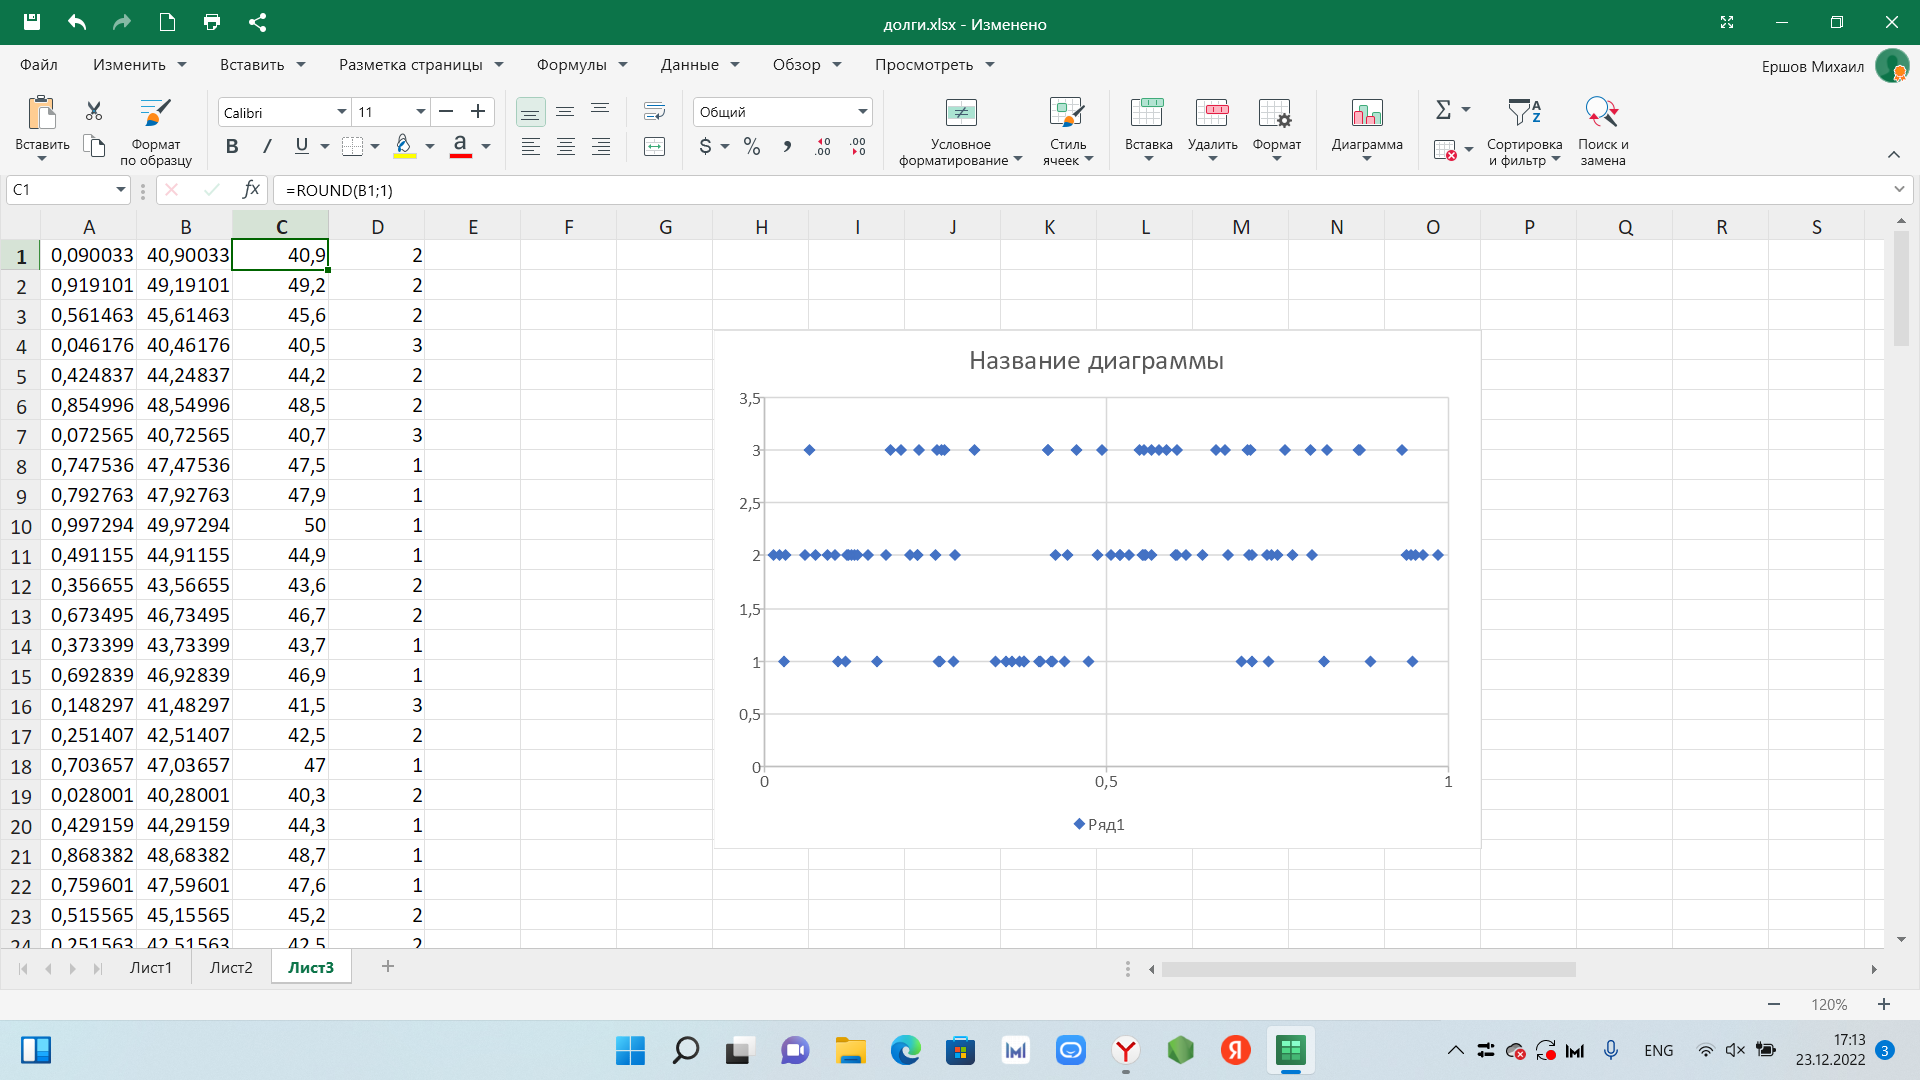 долги.xlsx - Изменено
Файл Изменить Вставить Разметка страницы Формулы Данные Обзор Просмотреть Ершов Михаил
Calibri 11 Общий
Вставить Формат по образцу Условное форматирование Стиль ячеек Вставка Удалить Формат Диаграмма Сортировка и фильтр Поиск и замена
C1 fx =ROUND(B1;1)
A B C D E F G H I J K L M N O P Q R S
1 0,090033 40,90033 40,9 2
2 0,919101 49,19101 49,2 2
3 0,561463 45,61463 45,6 2
4 0,046176 40,46176 40,5 3
5 0,424837 44,24837 44,2 2
6 0,854996 48,54996 48,5 2
7 0,072565 40,72565 40,7 3
8 0,747536 47,47536 47,5 1
9 0,792763 47,92763 47,9 1
10 0,997294 49,97294 50 1
11 0,491155 44,91155 44,9 1
12 0,356655 43,56655 43,6 2
13 0,673495 46,73495 46,7 2
14 0,373399 43,73399 43,7 1
15 0,692839 46,92839 46,9 1
16 0,148297 41,48297 41,5 3
17 0,251407 42,51407 42,5 2
18 0,703657 47,03657 47 1
19 0,028001 40,28001 40,3 2
20 0,429159 44,29159 44,3 1
21 0,868382 48,68382 48,7 1
22 0,759601 47,59601 47,6 1
23 0,515565 45,15565 45,2 2
24 0,251563 42,51563 42,5 2
Название диаграммы
3,5
3
2,5
2
1,5
1
0,5
0
0 0,5 1
Ряд1
Лист1 Лист2 Лист3
120%
ENG 17:13
23.12.2022 3